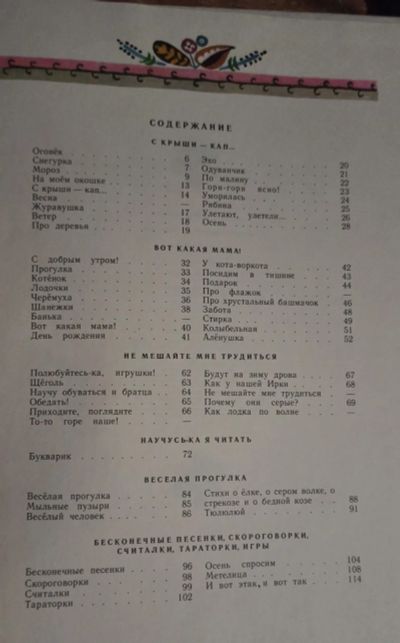 СОДЕРЖАНИЕ
С КРЫШИ — КАП...
Огонёк 6
Снегурка 7
Мороз 9
На моём окошке 13
С крыши — кап... 14
Весна —
Журавушка 17
Ветер 18
Про деревья 19
Эхо 20
Одуванчик 21
По малину 22
Гори-гори ясно! 23
Уморилась 24
Рябина 25
Улетают, улетели... 26
Осень 28
ВОТ КАКАЯ МАМА!
С добрым утром! 32
Прогулка 33
Котёнок 34
Лодочки 35
Черёмуха 36
Шанежки 38
Банька —
Вот какая мама! 40
День рождения 41
У кота-воркота 42
Посидим в тишине 43
Подарок 44
Про флажок —
Про хрустальный башмачок 46
Забота 48
Стирка 49
Колыбельная 51
Алёнушка 52
НЕ МЕШАЙТЕ МНЕ ТРУДИТЬСЯ
Полюбуйтесь-ка, игрушки! 62
Щёголь 63
Научу обуваться и братца 64
Обедать! 65
Приходите, поглядите 66
То-то горе наше! —
Будут на зиму дрова 67
Как у нашей Ирки 68
Не мешайте мне трудиться —
Почему они серые? 69
Как лодка по волне —
НАУЧУСЬ-КА Я ЧИТАТЬ
Букварик 72
ВЕСЕЛАЯ ПРОГУЛКА
Весёлая прогулка 84
Мыльные пузыри 85
Весёлый человек 86
Стихи о ёлке, о сером волке, о
стрекозе и о бедной козе 88
Тюлюлюй 91
БЕСКОНЕЧНЫЕ ПЕСЕНКИ, СКОРОГОВОРКИ,
СЧИТАЛКИ, ТАРАТОРКИ, ИГРЫ
Бесконечные песенки 96
Скороговорки 98
Считалки 99
Тараторки 102
Осень спросим 104
Метелица 108
И вот этак, и вот так 114